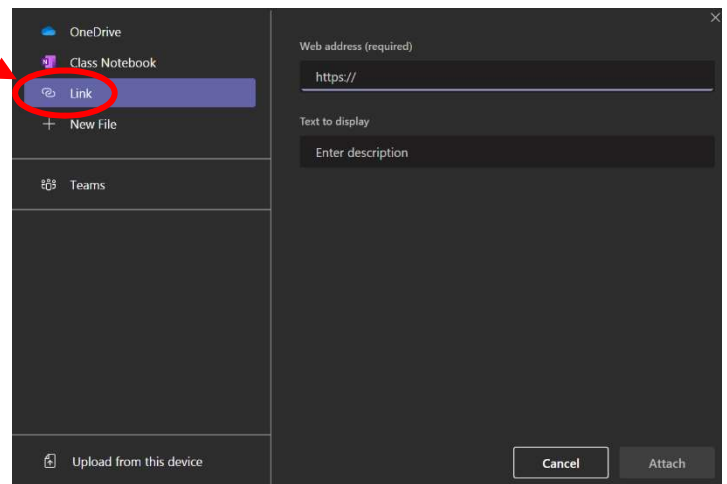 OneDrive
Class Notebook
Link
New File
Teams
Upload from this device
Web address (required)
https://
Text to display
Enter description
Cancel
Attach